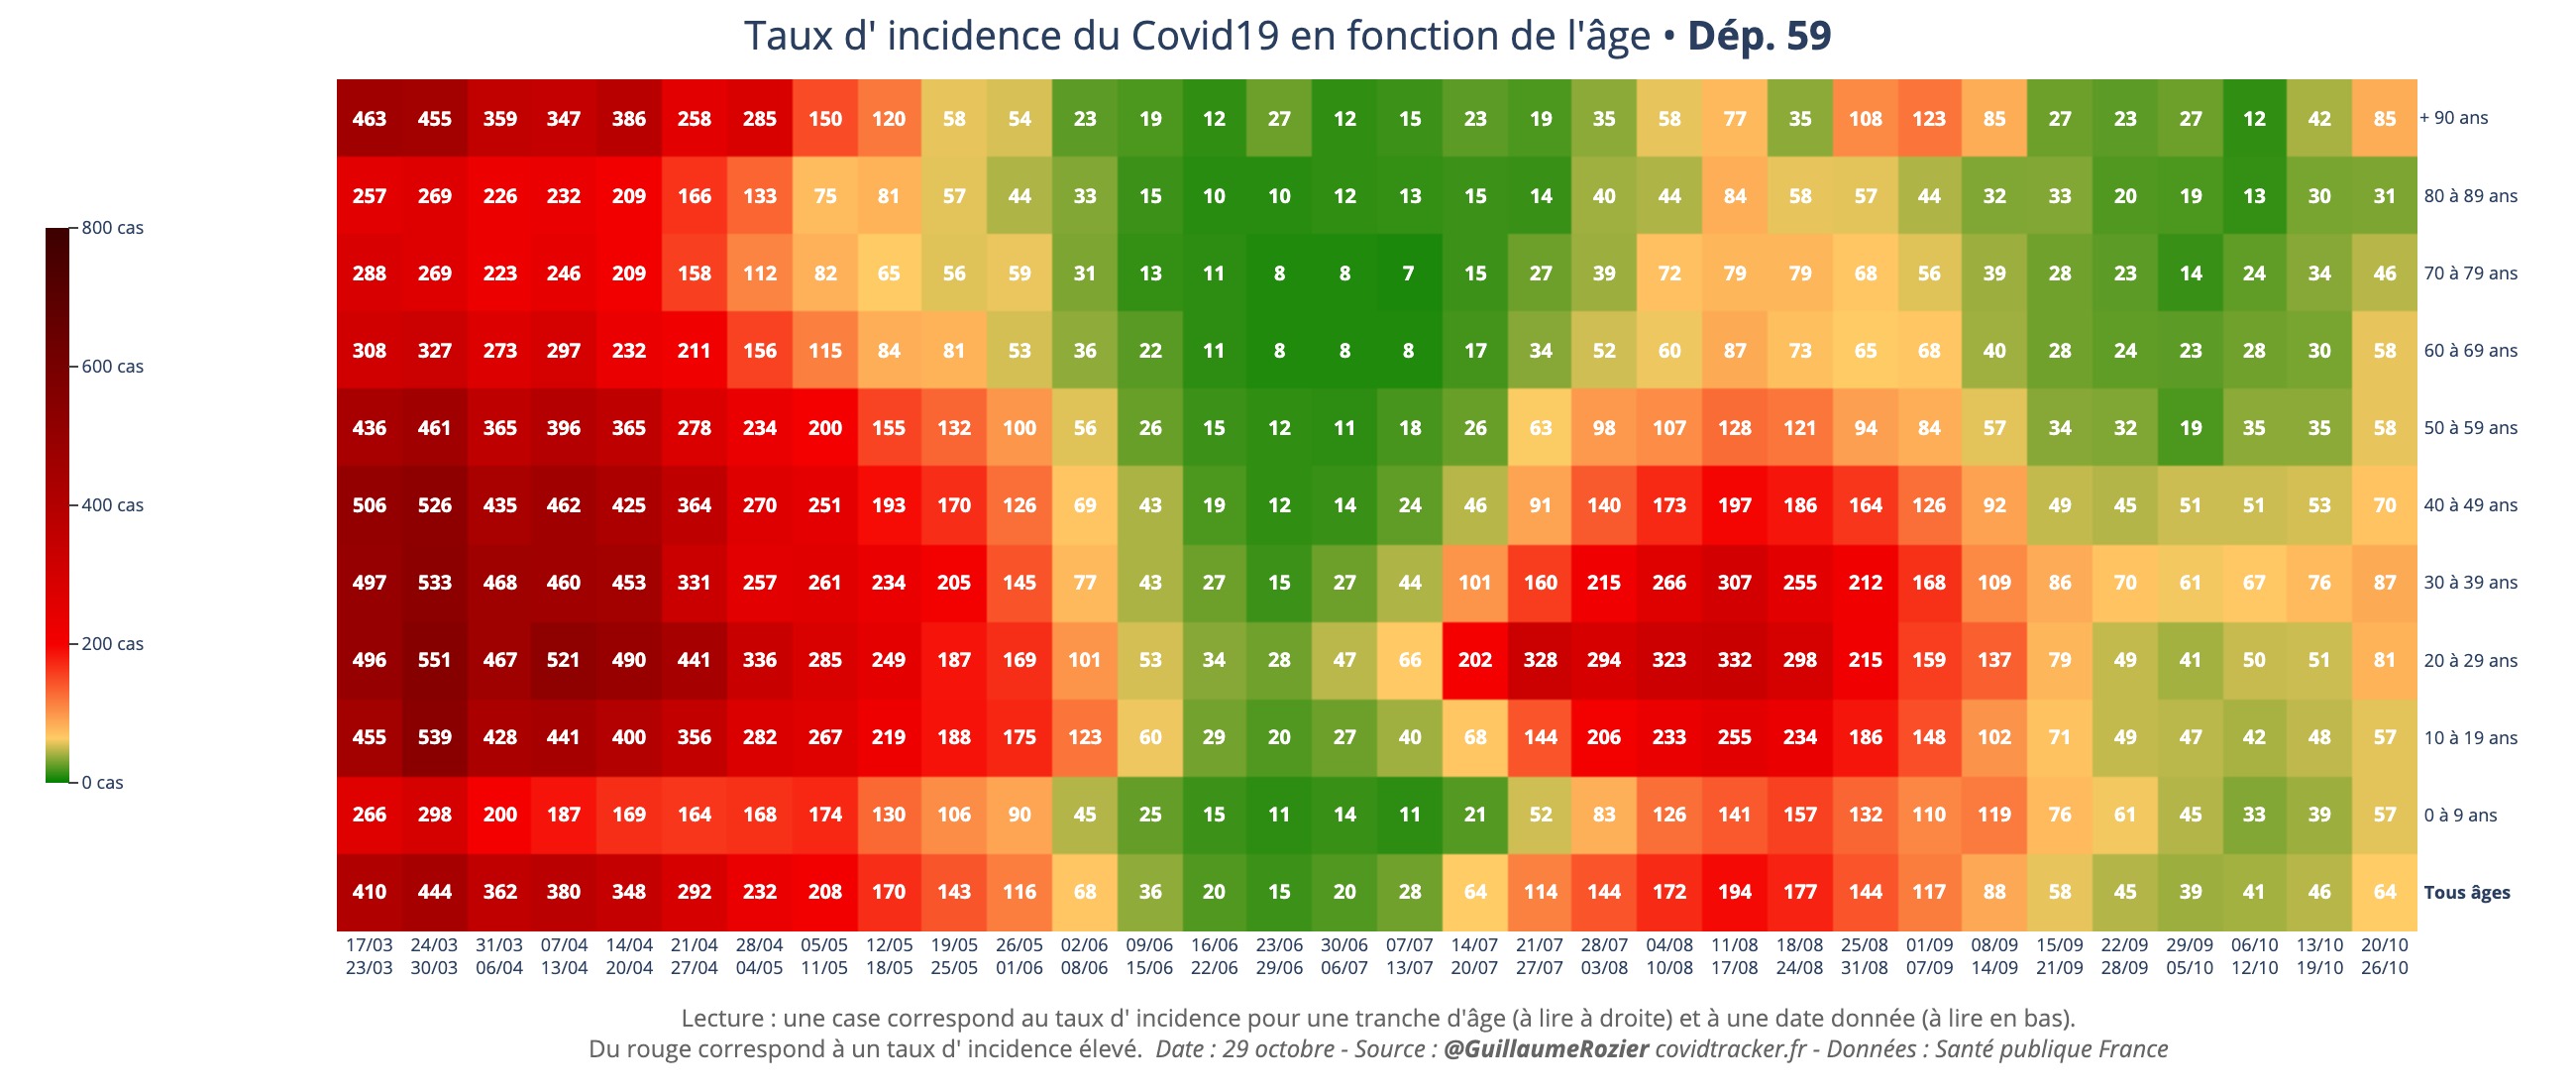 Taux d' incidence du Covid19 en fonction de l'âge • Dép. 59
800 cas
600 cas
400 cas
200 cas
0 cas
463 455 359 347 386 258 285 150 120 58 54 23 19 12 27 12 15 23 19 35 58 77 35 108 123 85 27 23 27 12 42 85 + 90 ans
257 269 226 232 209 166 133 75 81 57 44 33 15 10 10 12 13 15 14 40 44 84 58 57 44 32 33 20 19 13 30 31 80 à 89 ans
288 269 223 246 209 158 112 82 65 56 59 31 13 11 8 8 7 15 27 39 72 79 79 68 56 39 28 23 14 24 34 46 70 à 79 ans
308 327 273 297 232 211 156 115 84 81 53 36 22 11 8 8 8 17 34 52 60 87 73 65 68 40 28 24 23 28 30 58 60 à 69 ans
436 461 365 396 365 278 234 200 155 132 100 56 26 15 12 11 18 26 63 98 107 128 121 94 84 57 34 32 19 35 35 58 50 à 59 ans
506 526 435 462 425 364 270 251 193 170 126 69 43 19 12 14 24 46 91 140 173 197 186 164 126 92 49 45 51 51 53 70 40 à 49 ans
497 533 468 460 453 331 257 261 234 205 145 77 43 27 15 27 44 101 160 215 266 307 255 212 168 109 86 70 61 67 76 87 30 à 39 ans
496 551 467 521 490 441 336 285 249 187 169 101 53 34 28 47 66 202 328 294 323 332 298 215 159 137 79 49 41 50 51 81 20 à 29 ans
455 539 428 441 400 356 282 267 219 188 175 123 60 29 20 27 40 68 144 206 233 255 234 186 148 102 71 49 47 42 48 57 10 à 19 ans
266 298 200 187 169 164 168 174 130 106 90 45 25 15 11 14 11 21 52 83 126 141 157 132 110 119 76 61 45 33 39 57 0 à 9 ans
410 444 362 380 348 292 232 208 170 143 116 68 36 20 15 20 28 64 114 144 172 194 177 144 117 88 58 45 39 41 46 64 Tous âges
17/03 24/03 31/03 07/04 14/04 21/04 28/04 05/05 12/05 19/05 26/05 02/06 09/06 16/06 23/06 30/06 07/07 14/07 21/07 28/07 04/08 11/08 18/08 25/08 01/09 08/09 15/09 22/09 29/09 06/10 13/10 20/10
23/03 30/03 06/04 13/04 20/04 27/04 04/05 11/05 18/05 25/05 01/06 08/06 15/06 22/06 29/06 06/07 13/07 20/07 27/07 03/08 10/08 17/08 24/08 31/08 07/09 14/09 21/09 28/09 05/10 12/10 19/10 26/10
Lecture : une case correspond au taux d' incidence pour une tranche d'âge (à lire à droite) et à une date donnée (à lire en bas).
Du rouge correspond à un taux d' incidence élevé. Date : 29 octobre - Source : @GuillaumeRozier covidtracker.fr - Données : Santé publique France